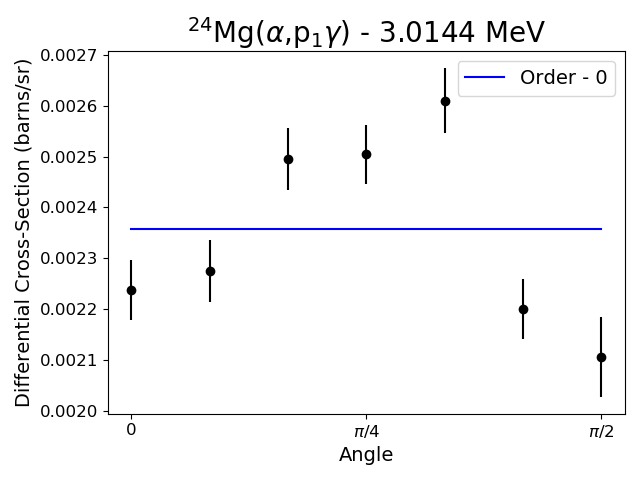 ²⁴Mg(α,p₁γ) - 3.0144 MeV
Order - 0
Differential Cross-Section (barns/sr)
0.0027
0.0026
0.0025
0.0024
0.0023
0.0022
0.0021
0.0020
0 π/4 π/2
Angle